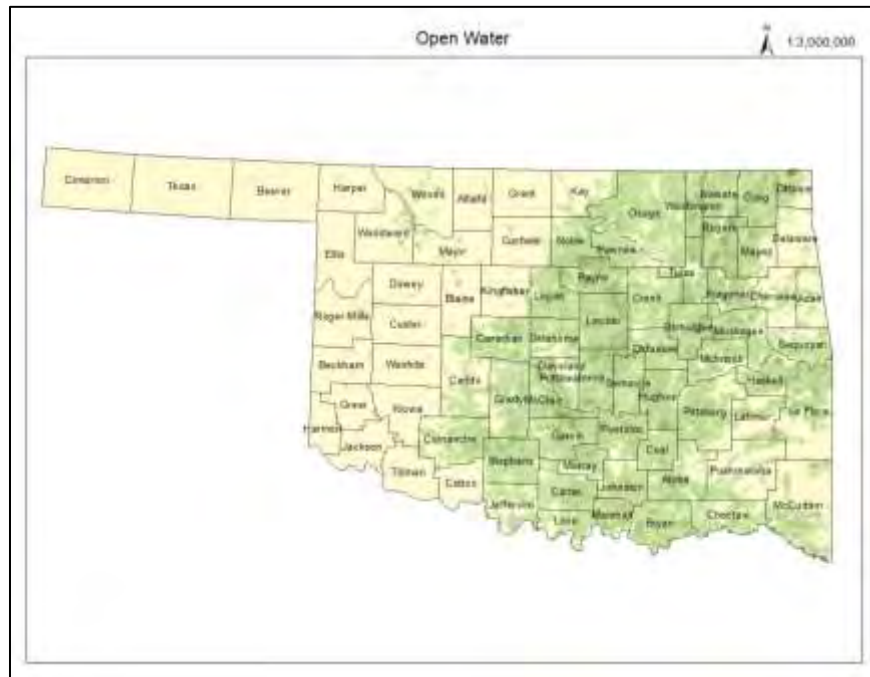 Open Water
N
1:3,000,000
Cimarron
Texas
Beaver
Harper
Woods
Alfalfa
Grant
Kay
Osage
Washington
Nowata
Craig
Ottawa
Woodward
Major
Garfield
Noble
Pawnee
Rogers
Mayes
Delaware
Ellis
Dewey
Blaine
Kingfisher
Logan
Payne
Tulsa
Creek
Wagoner
Cherokee
Adair
Roger Mills
Custer
Canadian
Oklahoma
Lincoln
Okmulgee
Muskogee
Sequoyah
Beckham
Washita
Caddo
Cleveland
Pottawatomie
Seminole
Okfuskee
McIntosh
Haskell
Greer
Kiowa
Grady
McClain
Hughes
Pittsburg
Latimer
Le Flore
Harmon
Jackson
Comanche
Garvin
Pontotoc
Coal
Tillman
Cotton
Stephens
Murray
Johnston
Atoka
Pushmataha
Jefferson
Carter
Love
Marshall
Bryan
Choctaw
McCurtain